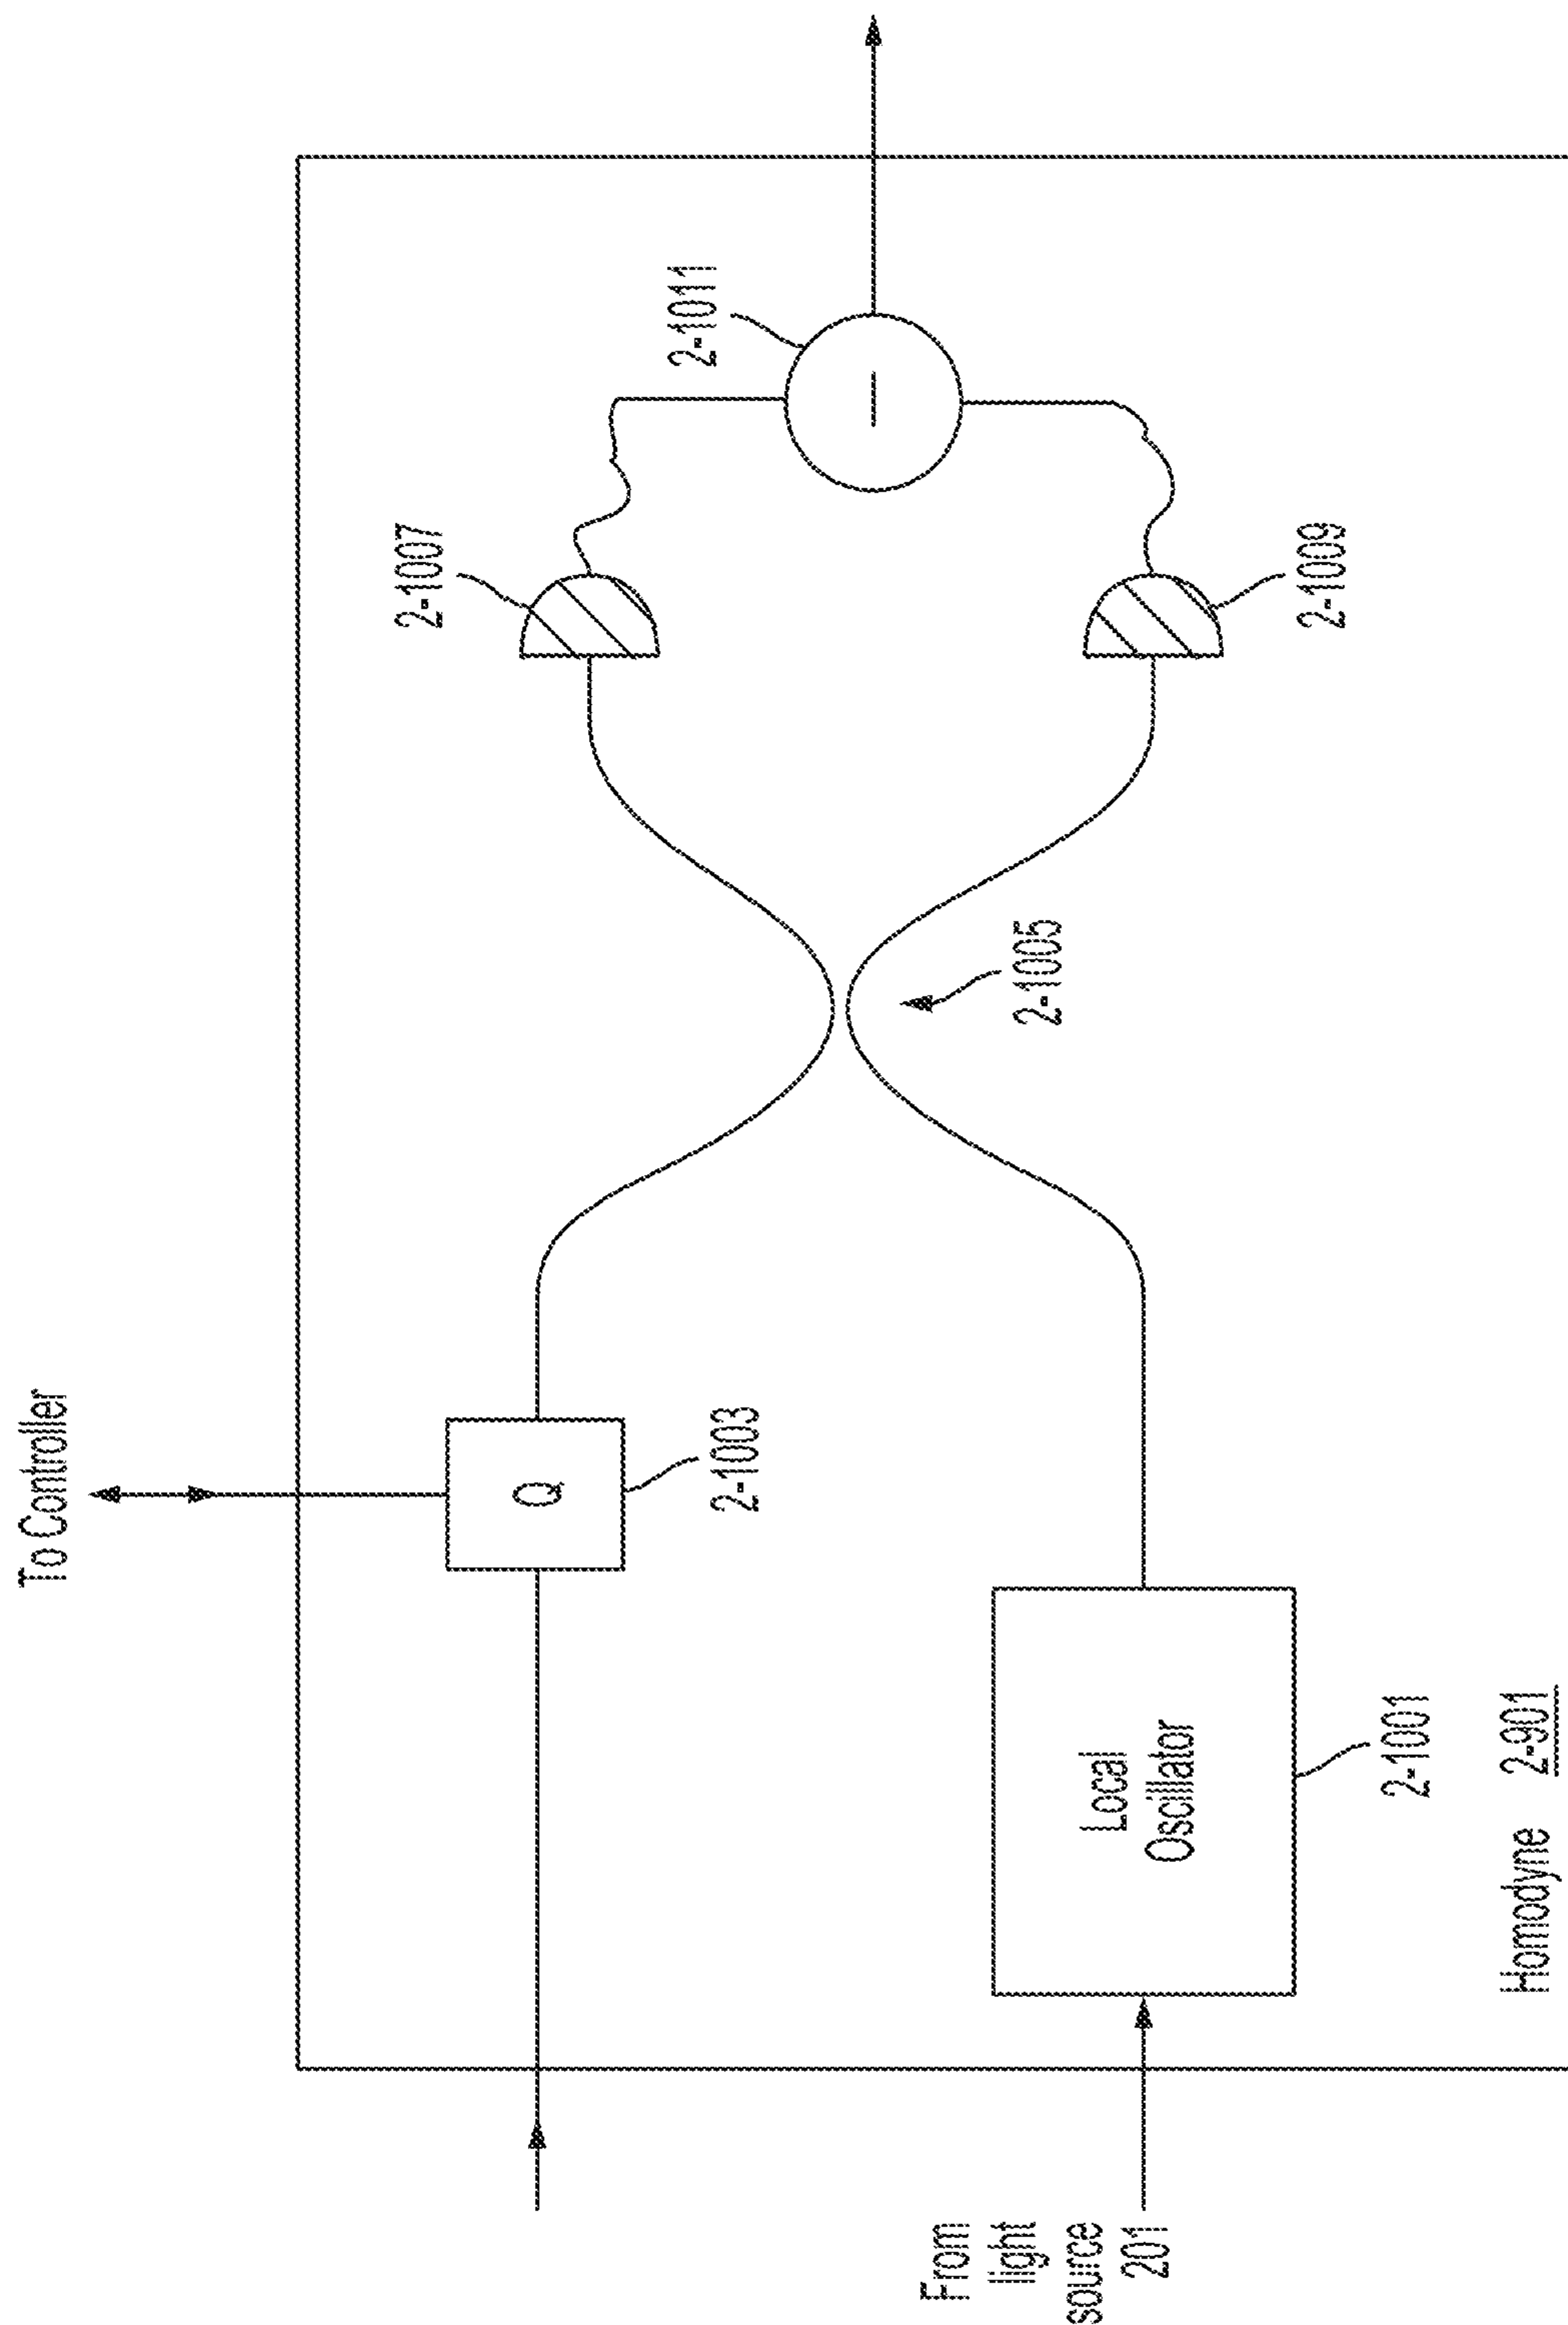 To Controller
2-1007
2-1011
Q
2-1003
2-1005
From
light
source
201
Local
Oscillator
2-1001
2-1009
Homodyne 2-901